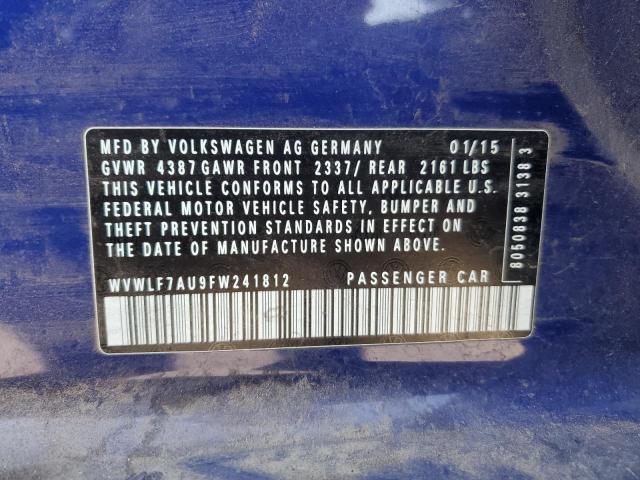 MFD BY VOLKSWAGEN AG GERMANY 01/15
GVWR 4387 GAWR FRONT 2337/ REAR 2161 LBS
THIS VEHICLE CONFORMS TO ALL APPLICABLE U.S.
FEDERAL MOTOR VEHICLE SAFETY, BUMPER AND
THEFT PREVENTION STANDARDS IN EFFECT ON
THE DATE OF MANUFACTURE SHOWN ABOVE.
WVWLF7AU9FW241812 PASSENGER CAR
8050838 3138 3